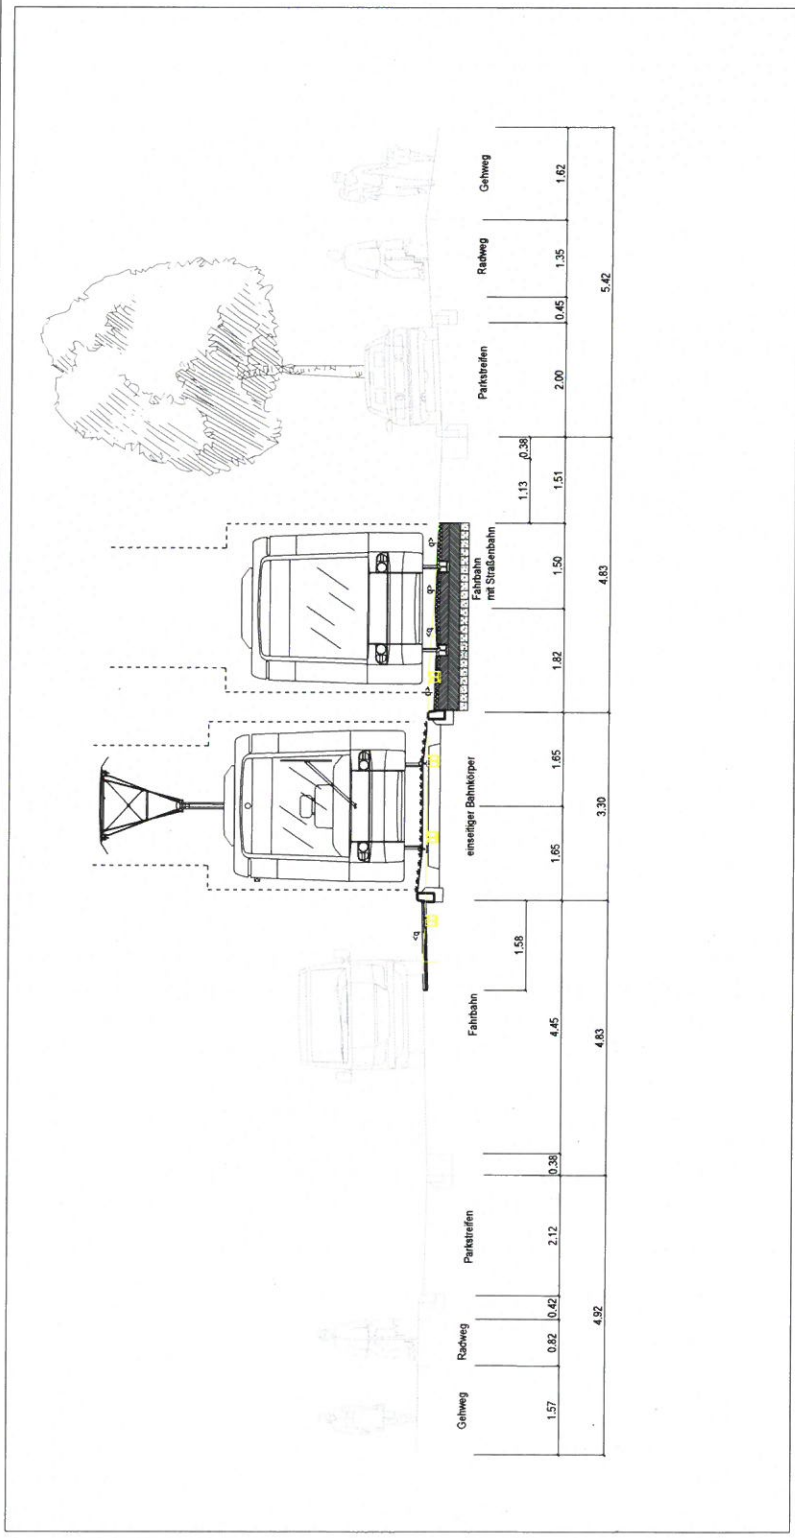 Gehweg
Radweg
Parkstreifen
Fahrbahn
einseitiger Bahnkörper
Fahrbahn
mit Straßenbahn
Parkstreifen
Radweg
Gehweg
1.58
1.13
0.38
1.57
0.82
0.42
2.12
0.38
4.45
1.65
1.65
1.82
1.50
1.51
2.00
0.45
1.35
1.62
4.92
4.83
3.30
4.83
5.42